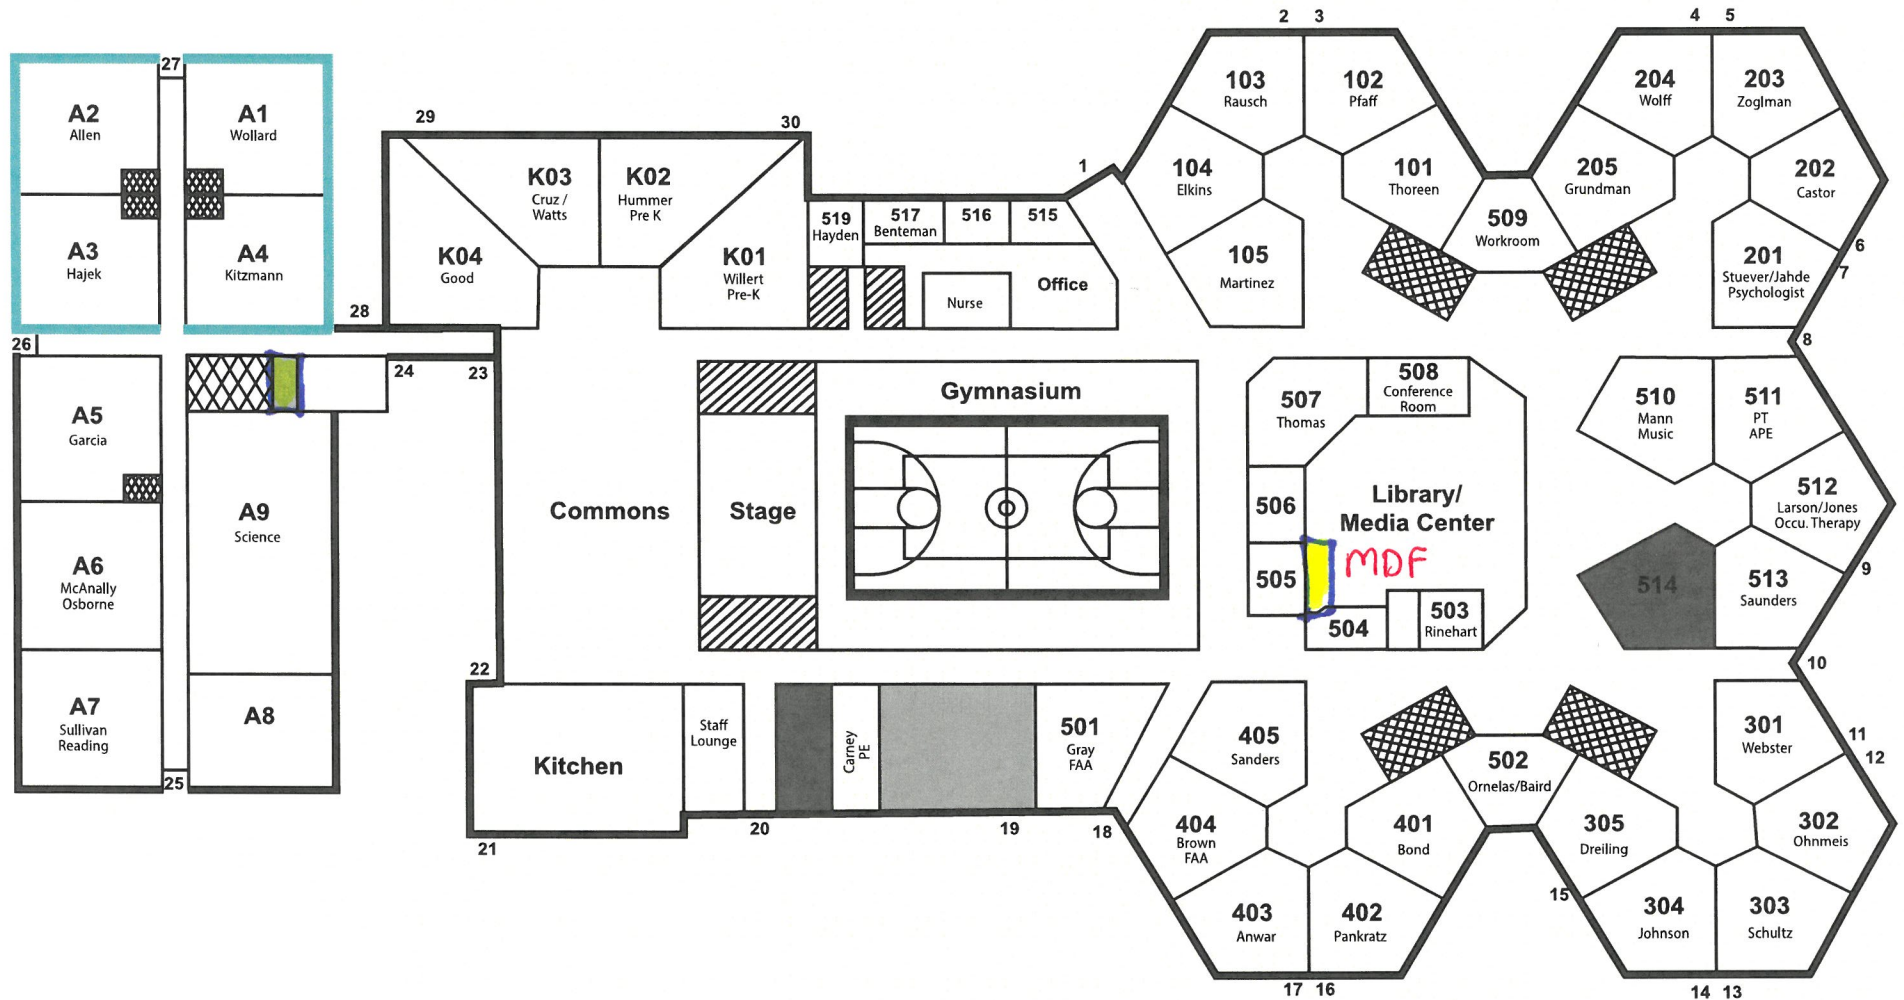 2 3
4 5
27
A2
Allen
A1
Wollard
A3
Hajek
A4
Kitzmann
28
29
30
K04
Good
K03
Cruz /
Watts
K02
Hummer
Pre K
K01
Willert
Pre-K
519
Hayden
517
Benteman
516
515
Nurse
Office
1
103
Rausch
102
Pfaff
104
Elkins
101
Thoreen
105
Martinez
509
Workroom
204
Wolff
203
Zoglman
205
Grundman
202
Castor
201
Stuever/Jahde
Psychologist
6
7
8
26
A5
Garcia
A6
McAnally
Osborne
A7
Sullivan
Reading
25
24
23
A9
Science
A8
Commons
Stage
Gymnasium
507
Thomas
508
Conference
Room
506
505
Library/
Media Center
MDF
504
503
Rinehart
510
Mann
Music
511
PT
APE
512
Larson/Jones
Occu. Therapy
514
513
Saunders
9
10
22
Kitchen
21
Staff
Lounge
20
Carney
PE
19
501
Gray
FAA
18
405
Sanders
404
Brown
FAA
403
Anwar
402
Pankratz
401
Bond
17 16
502
Ornelas/Baird
305
Dreiling
15
304
Johnson
303
Schultz
302
Ohnmeis
301
Webster
11
12
14 13